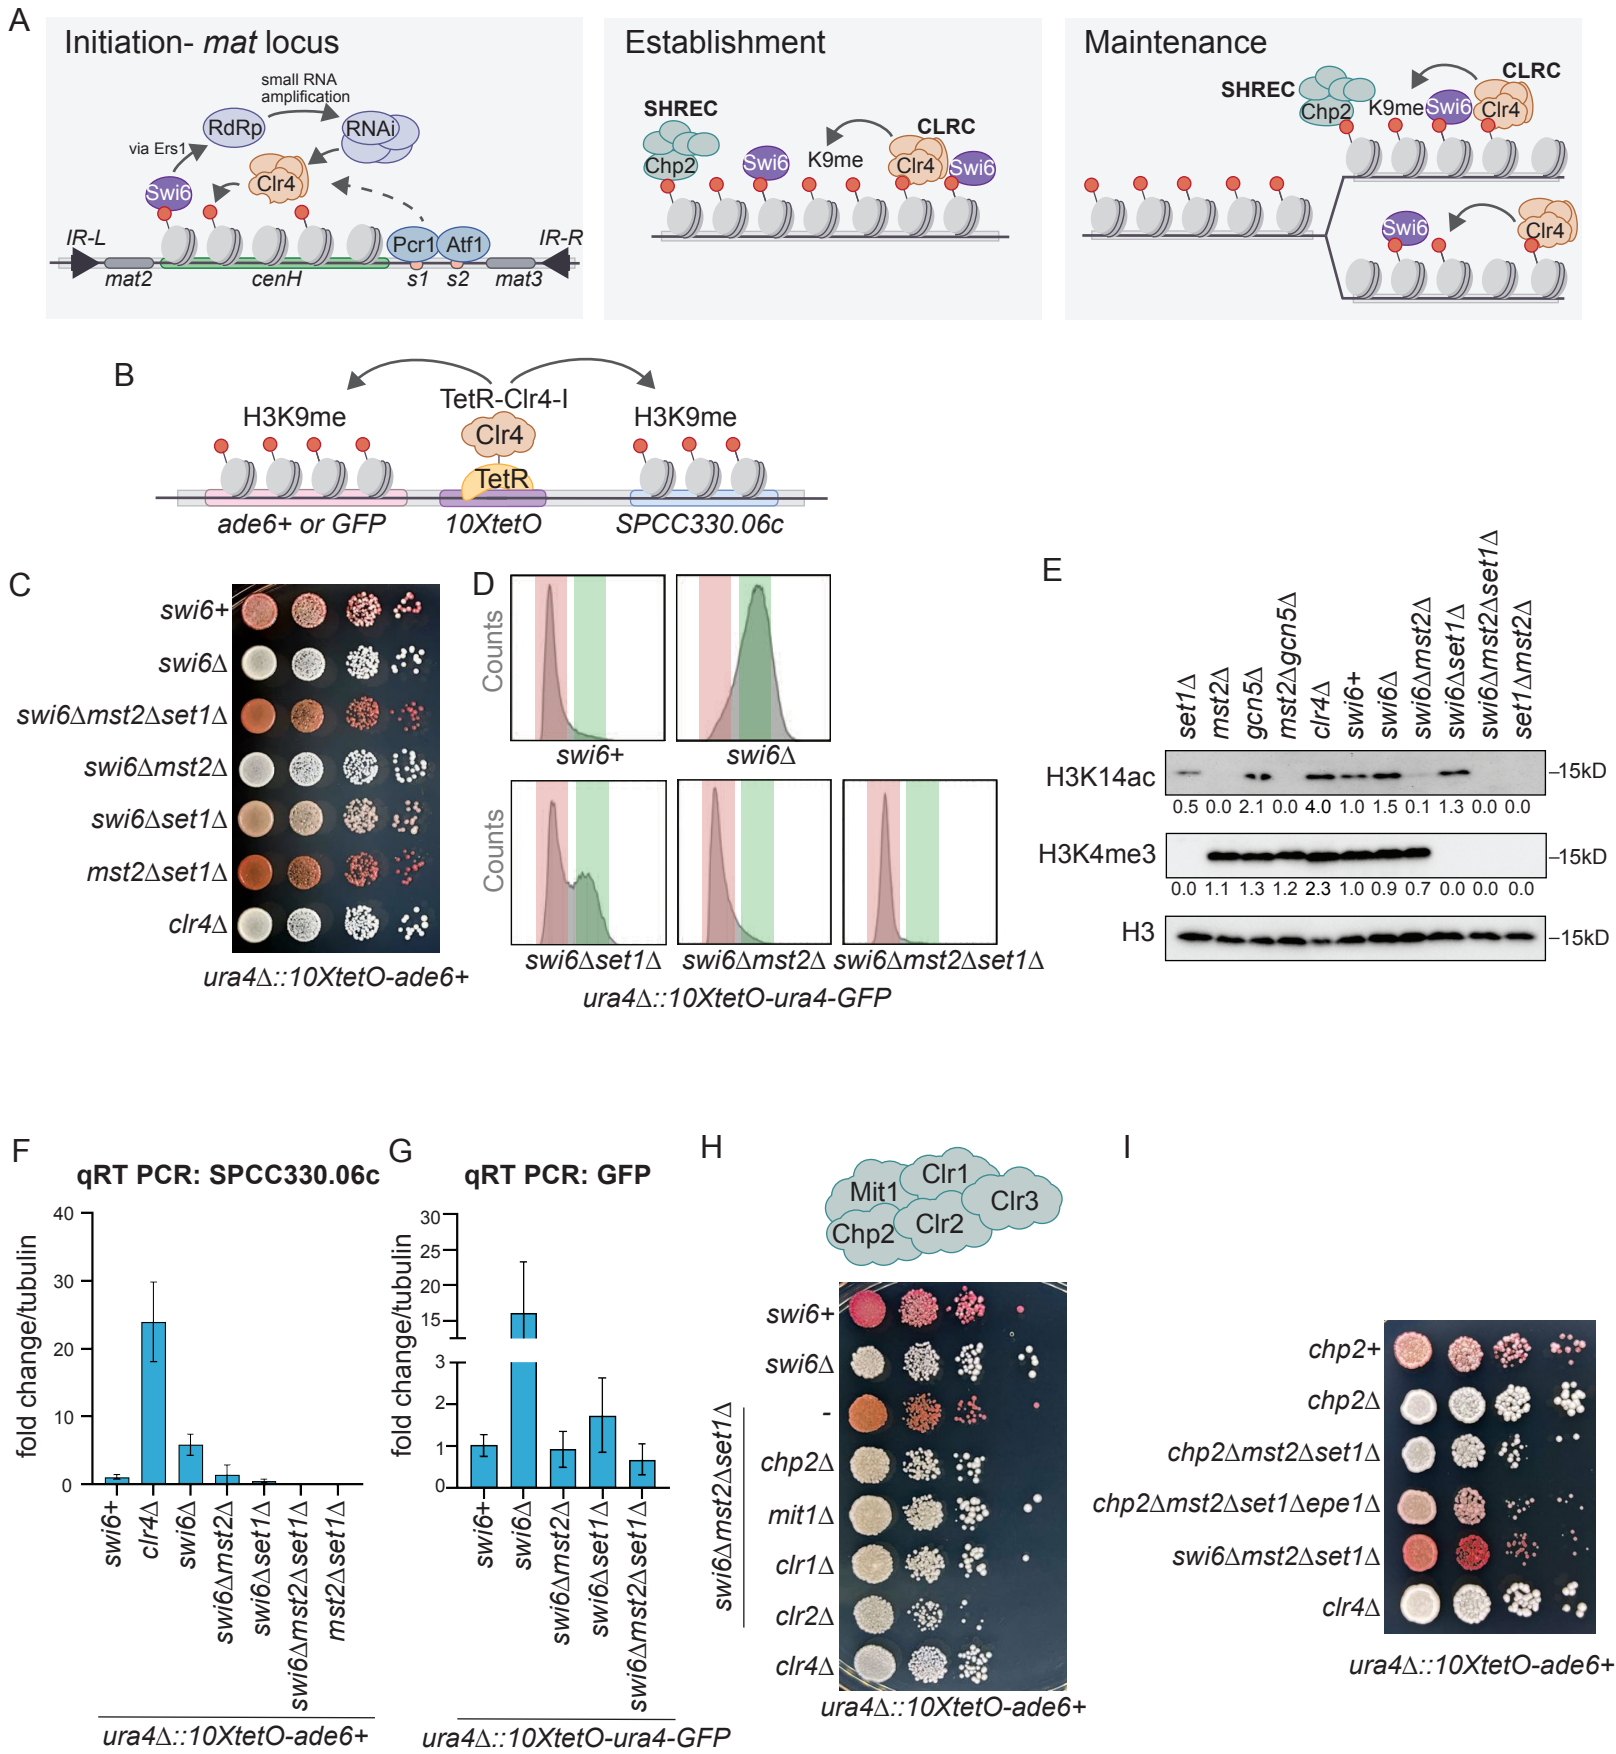 A
Initiation- mat locus
small RNA
amplification
RdRp
RNAi
via Ers1
Clr4
Swi6
IR-L
Pcr1
Atf1
IR-R
mat2
cenH
s1
s2
mat3
Establishment
SHREC
Chp2
Swi6
K9me
CLRC
Clr4
Swi6
Maintenance
SHREC
Chp2
K9me
Swi6
CLRC
Clr4
Swi6
Clr4
B
TetR-Clr4-I
H3K9me
Clr4
H3K9me
TetR
ade6+ or GFP
10XtetO
SPCC330.06c
C
swi6+
swi6Δ
swi6Δmst2Δset1Δ
swi6Δmst2Δ
swi6Δset1Δ
mst2Δset1Δ
clr4Δ
ura4Δ::10XtetO-ade6+
D
Counts
swi6+
swi6Δ
Counts
swi6Δset1Δ
swi6Δmst2Δ
swi6Δmst2Δset1Δ
ura4Δ::10XtetO-ura4-GFP
E
set1Δ
mst2Δ
gcn5Δ
mst2Δgcn5Δ
clr4Δ
swi6+
swi6Δ
swi6Δmst2Δ
swi6Δset1Δ
swi6Δmst2Δset1Δ
set1Δmst2Δ
H3K14ac
–15kD
0.5 0.0 2.1 0.0 4.0 1.0 1.5 0.1 1.3 0.0 0.0
H3K4me3
–15kD
0.0 1.1 1.3 1.2 2.3 1.0 0.9 0.7 0.0 0.0 0.0
H3
–15kD
F
qRT PCR: SPCC330.06c
fold change/tubulin
40
30
20
10
0
swi6+
clr4Δ
swi6Δ
swi6Δmst2Δ
swi6Δset1Δ
swi6Δmst2Δset1Δ
mst2Δset1Δ
ura4Δ::10XtetO-ade6+
G
qRT PCR: GFP
fold change/tubulin
30
25
20
15
3
2
1
0
swi6+
swi6Δ
swi6Δmst2Δ
swi6Δset1Δ
swi6Δmst2Δset1Δ
ura4Δ::10XtetO-ura4-GFP
H
Mit1
Clr1
Clr3
Chp2
Clr2
swi6+
swi6Δ
swi6Δmst2Δset1Δ
-
chp2Δ
mit1Δ
clr1Δ
clr2Δ
clr4Δ
ura4Δ::10XtetO-ade6+
I
chp2+
chp2Δ
chp2Δmst2Δset1Δ
chp2Δmst2Δset1Δepe1Δ
swi6Δmst2Δset1Δ
clr4Δ
ura4Δ::10XtetO-ade6+